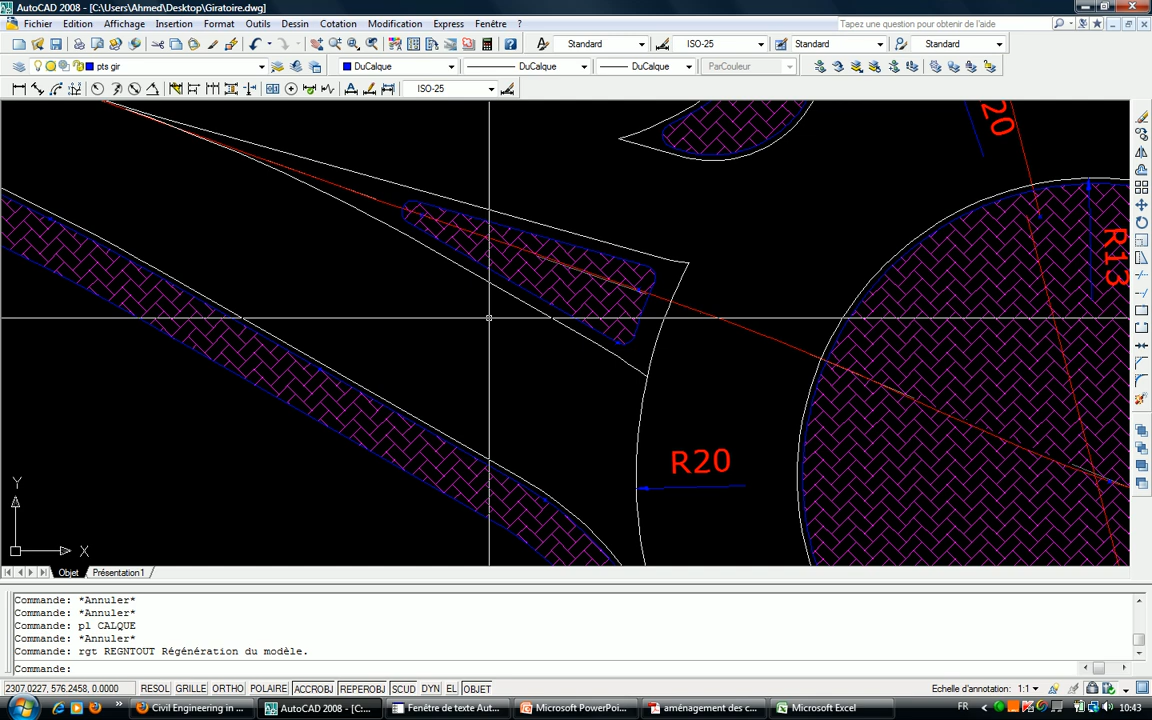 AutoCAD 2008 - [C:\Users\Ahmed\Desktop\Giratoire.dwg]
Fichier Edition Affichage Insertion Format Outils Dessin Cotation Modification Express Fenêtre ? Tapez une question pour obtenir de l'aide
Standard ISO-25 Standard Standard
pts gir DuCalque DuCalque DuCalque ParCouleur
ISO-25
20
R13
R20
Y
X
Objet Présentation1
Commande: *Annuler*
Commande: *Annuler*
Commande: pl CALQUE
Commande: *Annuler*
Commande: rgt REGNTOUT Régénération du modèle.
Commande:
2307.0227, 576.2458, 0.0000 RESOL GRILLE ORTHO POLAIRE ACCROBJ REPEROBJ SCUD DYN EL OBJET Echelle d'annotation: 1:1
Civil Engineering in ... AutoCAD 2008 - [C:... Fenêtre de texte Aut... Microsoft PowerPoi... aménagement des c... Microsoft Excel FR 10:43